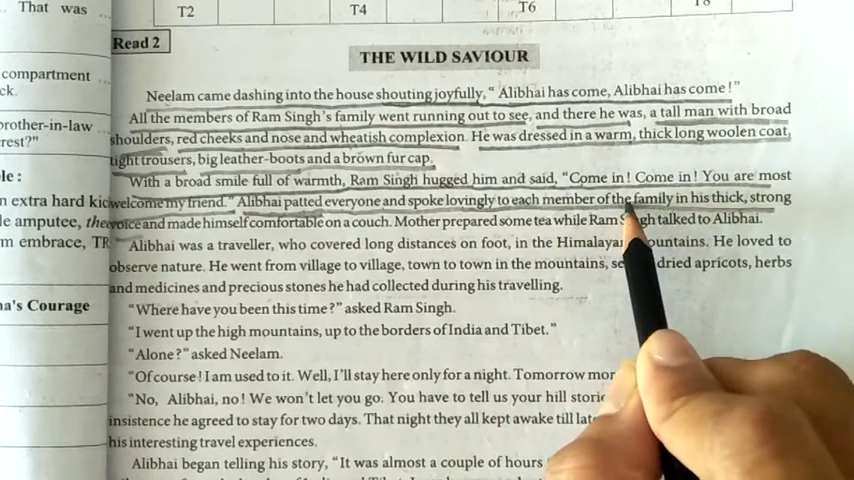 That was
T2
T4
T6
T8
Read 2
compartment
ck.
THE WILD SAVIOUR
Neelam came dashing into the house shouting joyfully, “ Alibhai has come, Alibhai has come! ”
All the members of Ram Singh's family went running out to see, and there he was, a tall man with broad
brother-in-law
shoulders, red cheeks and nose and wheatish complexion. He was dressed in a warm, thick long woolen coat,
rest?"
tight trousers, big leather-boots and a brown fur cap.
le :
With a broad smile full of warmth, Ram Singh hugged him and said, “Come in! Come in! You are most
n extra hard kic
welcome my friend.” Alibhai patted everyone and spoke lovingly to each member of the family in his thick, strong
le amputee, the
voice and made himself comfortable on a couch. Mother prepared some tea while Ram Singh talked to Alibhai.
m embrace, TR
Alibhai was a traveller, who covered long distances on foot, in the Himalayan mountains. He loved to
observe nature. He went from village to village, town to town in the mountains, dried apricots, herbs
and medicines and precious stones he had collected during his travelling.
na's Courage
“Where have you been this time?” asked Ram Singh.
“I went up the high mountains, up to the borders of India and Tibet.”
“Alone?” asked Neelam.
“Of course! I am used to it. Well, I'll stay here only for a night. Tomorrow mor
“No, Alibhai, no! We won't let you go. You have to tell us your hill storie
insistence he agreed to stay for two days. That night they all kept awake till late
his interesting travel experiences.
Alibhai began telling his story, “It was almost a couple of hours